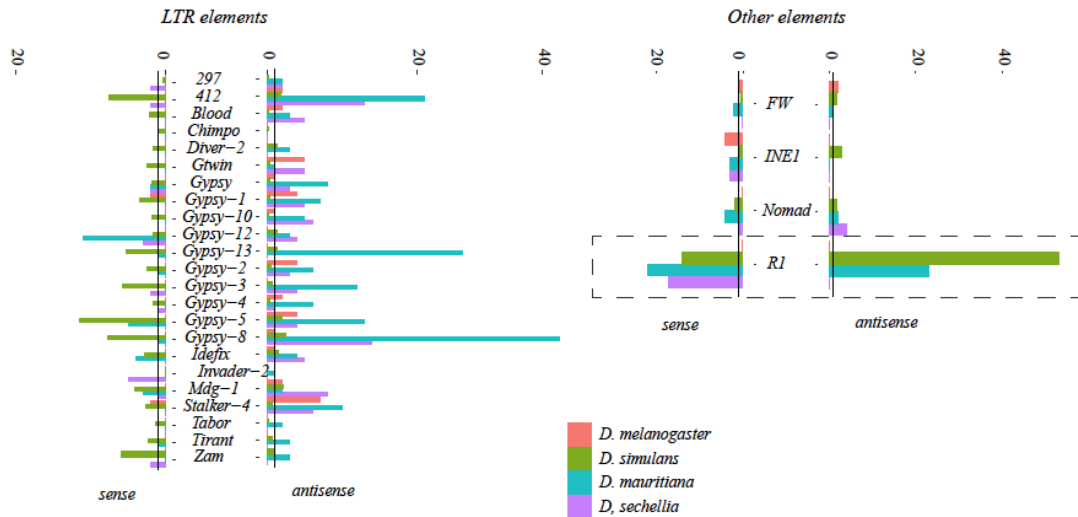 LTR elements
Other elements
20
0
0
20
40
20
0
0
20
40
297
412
Blood
Chimpo
Diver-2
Gtwin
Gypsy
Gypsy-1
Gypsy-10
Gypsy-12
Gypsy-13
Gypsy-2
Gypsy-3
Gypsy-4
Gypsy-5
Gypsy-8
Idefix
Invader-2
Mdg-1
Stalker-4
Tabor
Tirant
Zam
sense
antisense
FW
INE1
Nomad
R1
sense
antisense
D. melanogaster
D. simulans
D. mauritiana
D, sechellia